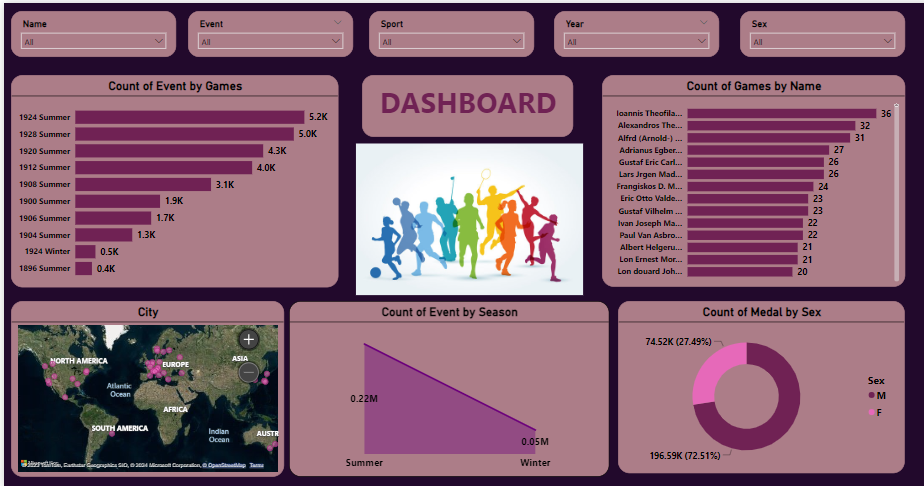 Name
All
Event
All
Sport
All
Year
All
Sex
All
Count of Event by Games
1924 Summer 5.2K
1928 Summer 5.0K
1920 Summer 4.3K
1912 Summer 4.0K
1908 Summer 3.1K
1900 Summer 1.9K
1906 Summer 1.7K
1904 Summer 1.3K
1924 Winter 0.5K
1896 Summer 0.4K
DASHBOARD
Count of Games by Name
Ioannis Theofila... 36
Alexandros The... 32
Alfrd (Arnold-) ... 31
Adrianus Egber... 27
Gustaf Eric Carl... 26
Lars Jrgen Mad... 26
Frangiskos D. M... 24
Eric Otto Valde... 23
Gustaf Vilhelm ... 23
Ivan Joseph Ma... 22
Paul Van Asbro... 22
Albert Helgeru... 21
Lon Ernest Mor... 21
Lon douard Joh... 20
City
NORTH AMERICA
EUROPE
ASIA
Atlantic
Ocean
AFRICA
SOUTH AMERICA
Indian
Ocean
AUSTR
TomTom, Earthstar Geographics SIO, © 2024 Microsoft Corporation, © OpenStreetMap Terms
Count of Event by Season
0.22M
0.05M
Summer
Winter
Count of Medal by Sex
74.52K (27.49%)
196.59K (72.51%)
Sex
M
F